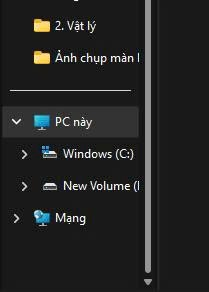 2. Vật lý
Ảnh chụp màn
PC này
Windows (C:)
New Volume (
Mạng